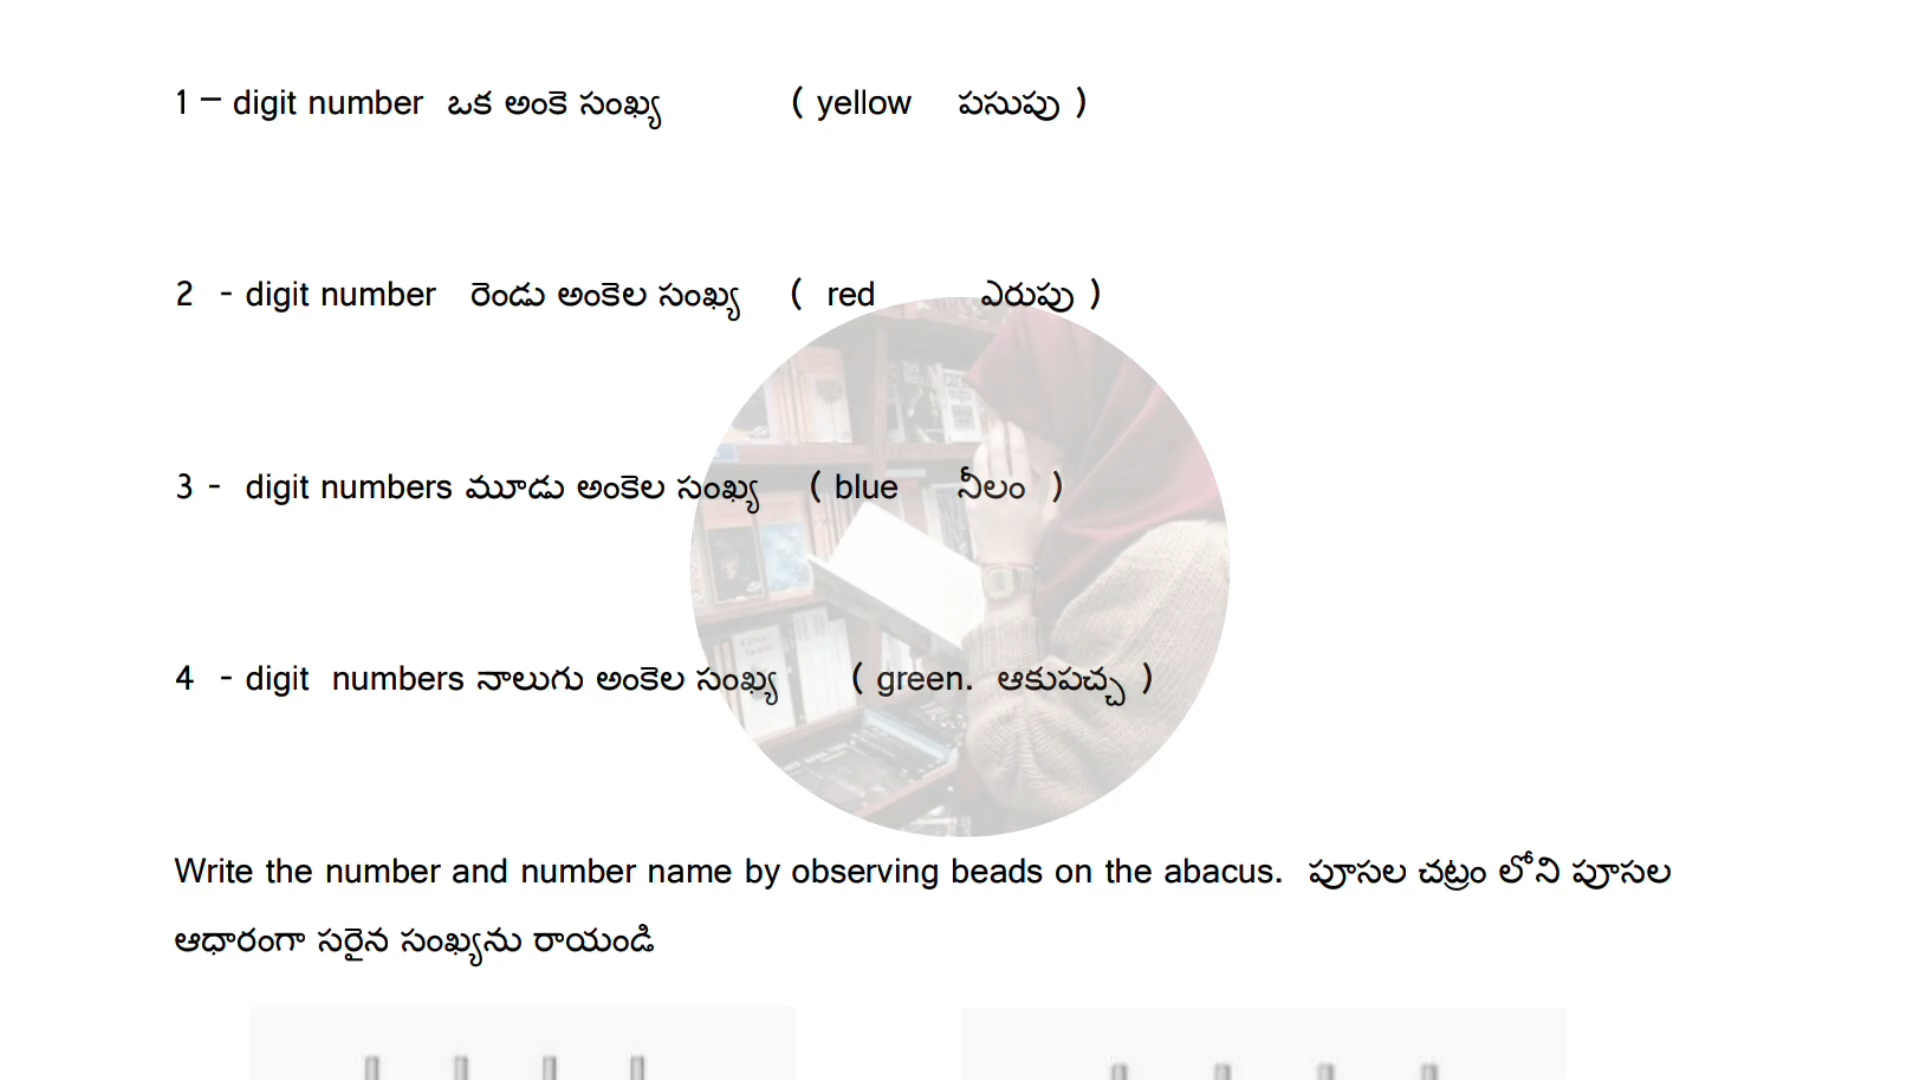 1 – digit number ఒక అంకె సంఖ్య ( yellow పసుపు )
2 - digit number రెండు అంకెల సంఖ్య ( red ఎరుపు )
3 - digit numbers మూడు అంకెల సంఖ్య ( blue నీలం )
4 - digit numbers నాలుగు అంకెల సంఖ్య ( green. ఆకుపచ్చ )
Write the number and number name by observing beads on the abacus. పూసల చట్రం లోని పూసల
ఆధారంగా సరైన సంఖ్యను రాయండి